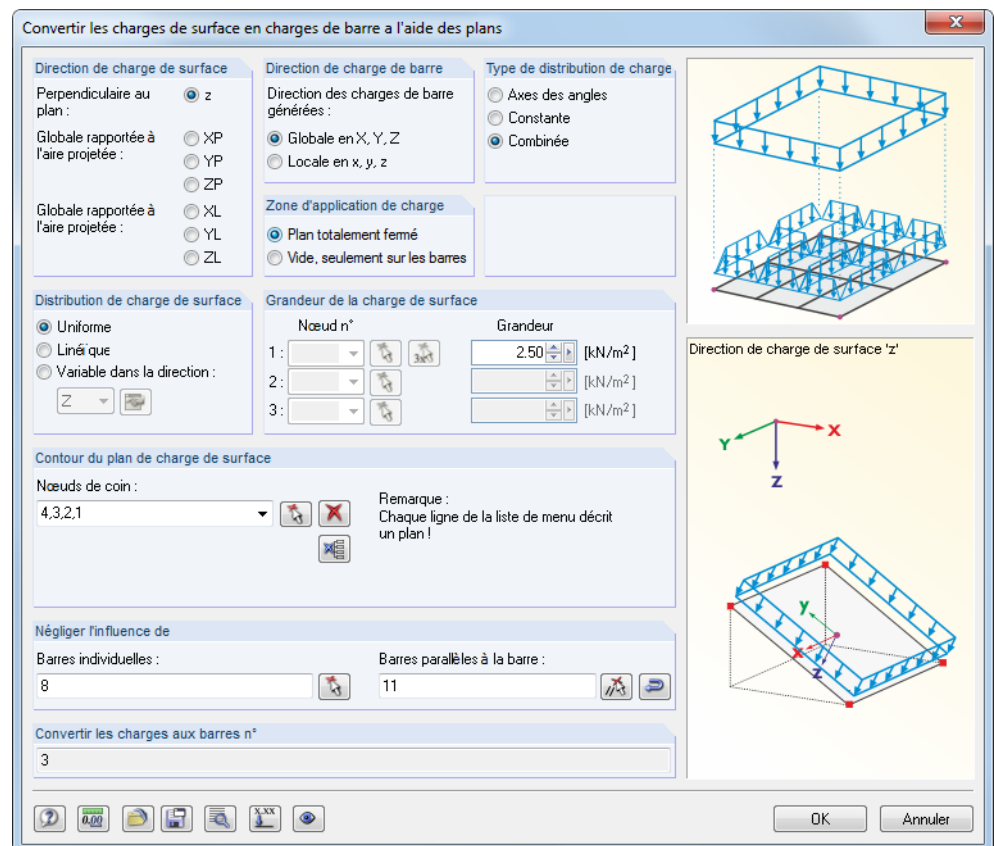 Convertir les charges de surface en charges de barre a l'aide des plans
Direction de charge de surface
Perpendiculaire au
plan :
z
Globale rapportée à
l'aire projetée :
XP
YP
ZP
Globale rapportée à
l'aire projetée :
XL
YL
ZL
Direction de charge de barre
Direction des charges de barre
générées :
Globale en X, Y, Z
Locale en x, y, z
Type de distribution de charge
Axes des angles
Constante
Combinée
Zone d'application de charge
Plan totalement fermé
Vide, seulement sur les barres
Distribution de charge de surface
Uniforme
Linéique
Variable dans la direction :
Z
Grandeur de la charge de surface
Nœud n°
Grandeur
1 :
3x
2.50
[kN/m²]
2 :
[kN/m²]
3 :
[kN/m²]
Contour du plan de charge de surface
Nœuds de coin :
4,3,2,1
Remarque :
Chaque ligne de la liste de menu décrit
un plan !
Négliger l'influence de
Barres individuelles :
8
Barres parallèles à la barre :
11
Convertir les charges aux barres n°
3
Direction de charge de surface 'z'
Y
X
Z
y
x
z
0.00
x.xx
OK
Annuler